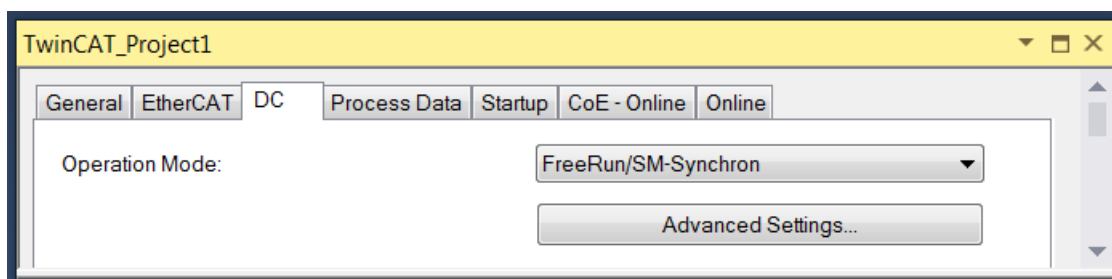 TwinCAT_Project1
General EtherCAT DC Process Data Startup CoE - Online Online
Operation Mode: FreeRun/SM-Synchron
Advanced Settings...